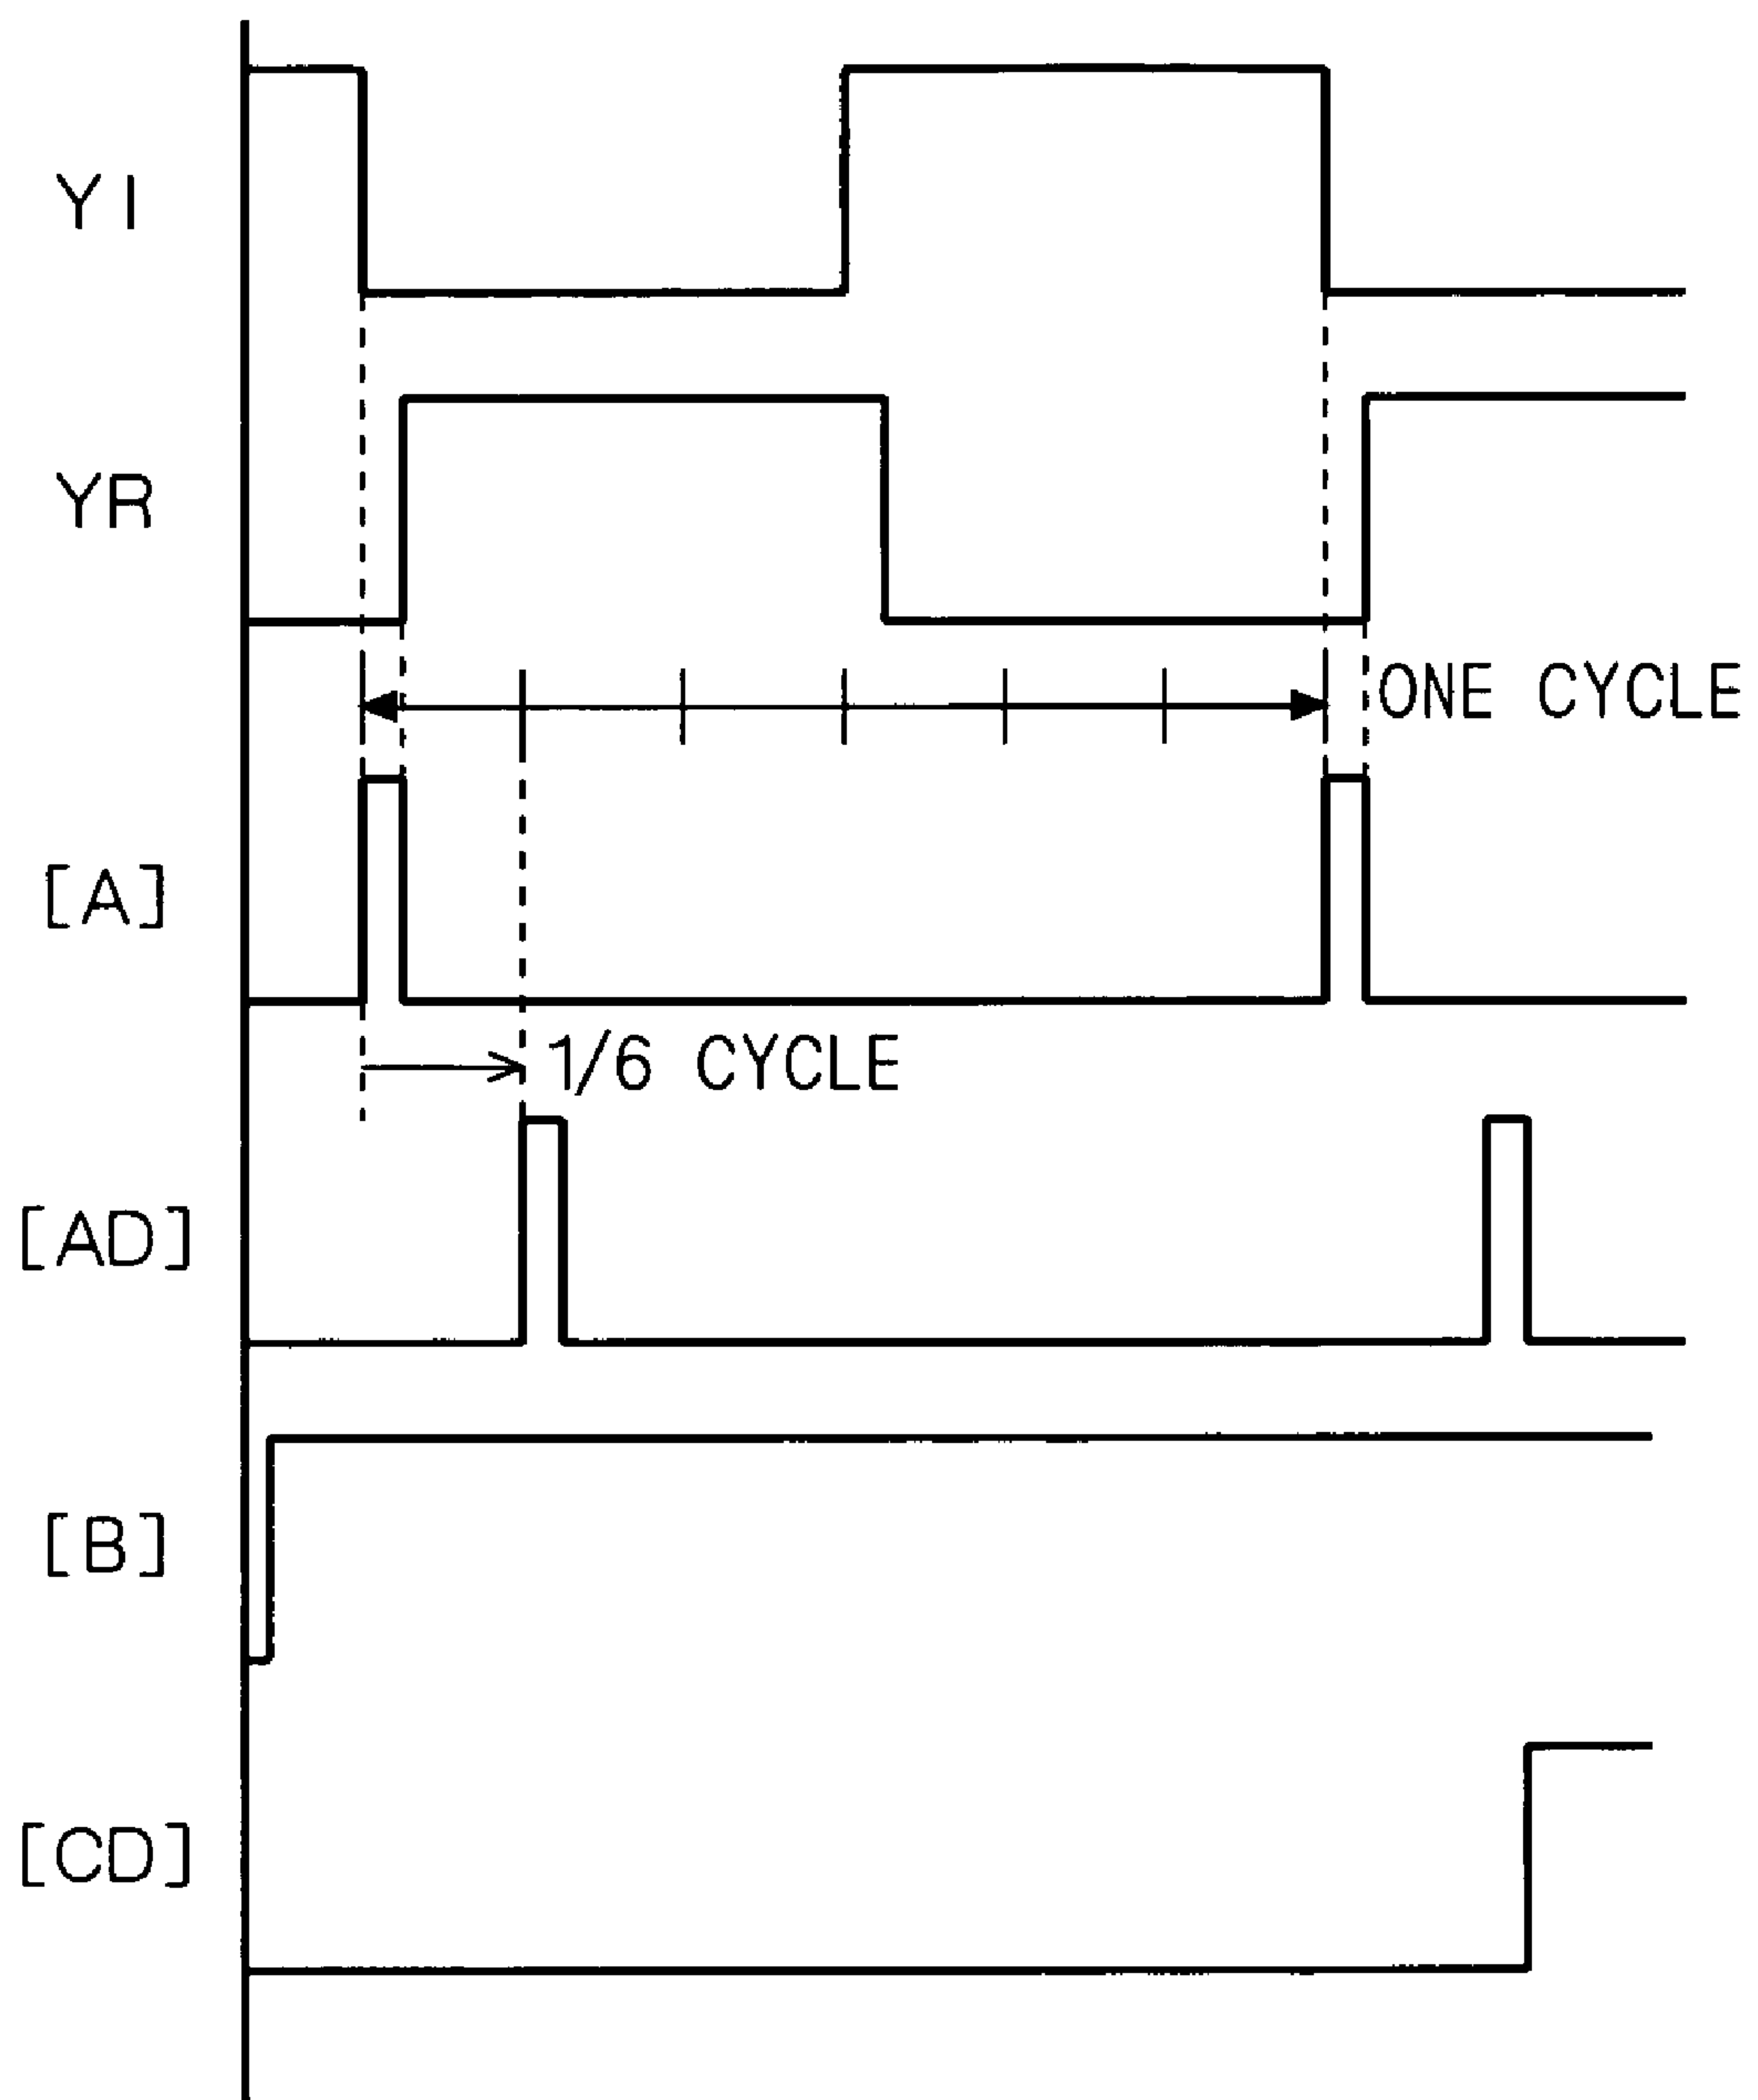 YI
YR
ONE CYCLE
[A]
1/6 CYCLE
[AD]
[B]
[CD]